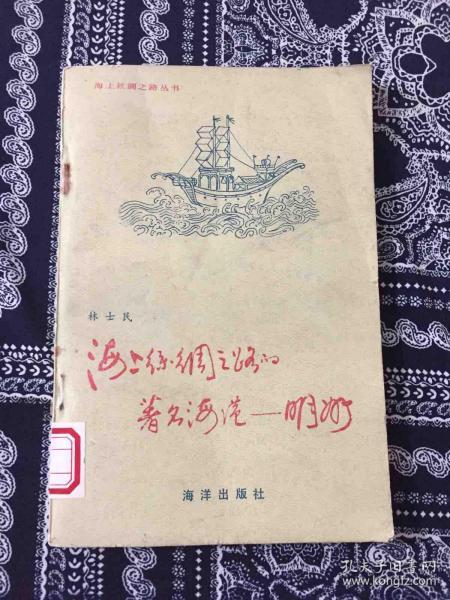 海上丝绸之路丛书
林士民
海上丝绸之路的
著名海港——明州
海洋出版社
孔夫子旧书网
www.kongfz.com